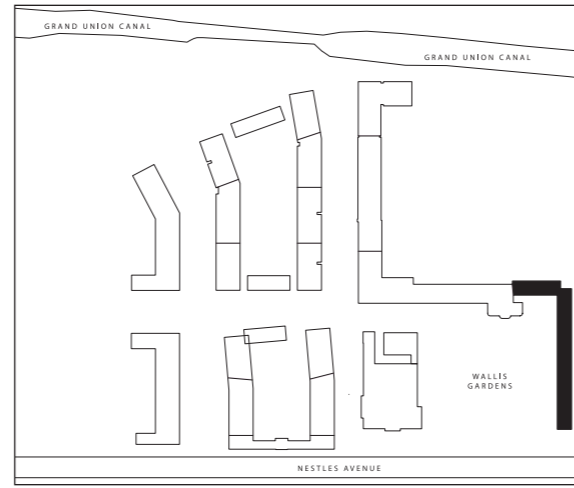 GRAND UNION CANAL
GRAND UNION CANAL
WALLIS
GARDENS
NESTLES AVENUE